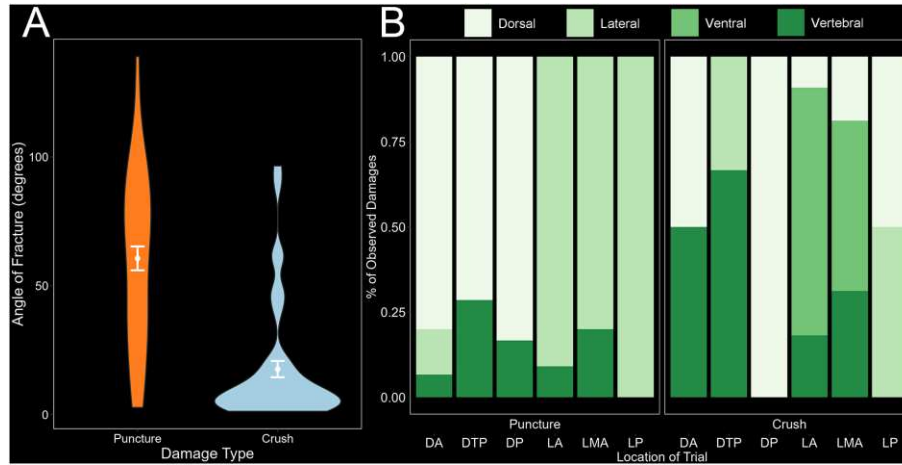 A
Angle of Fracture (degrees)
100
50
0
Puncture
Crush
Damage Type
B
Dorsal
Lateral
Ventral
Vertebral
% of Observed Damages
1.00
0.75
0.50
0.25
0.00
Puncture
Crush
DA DTP DP LA LMA LP DA DTP DP LA LMA LP
Location of Trial